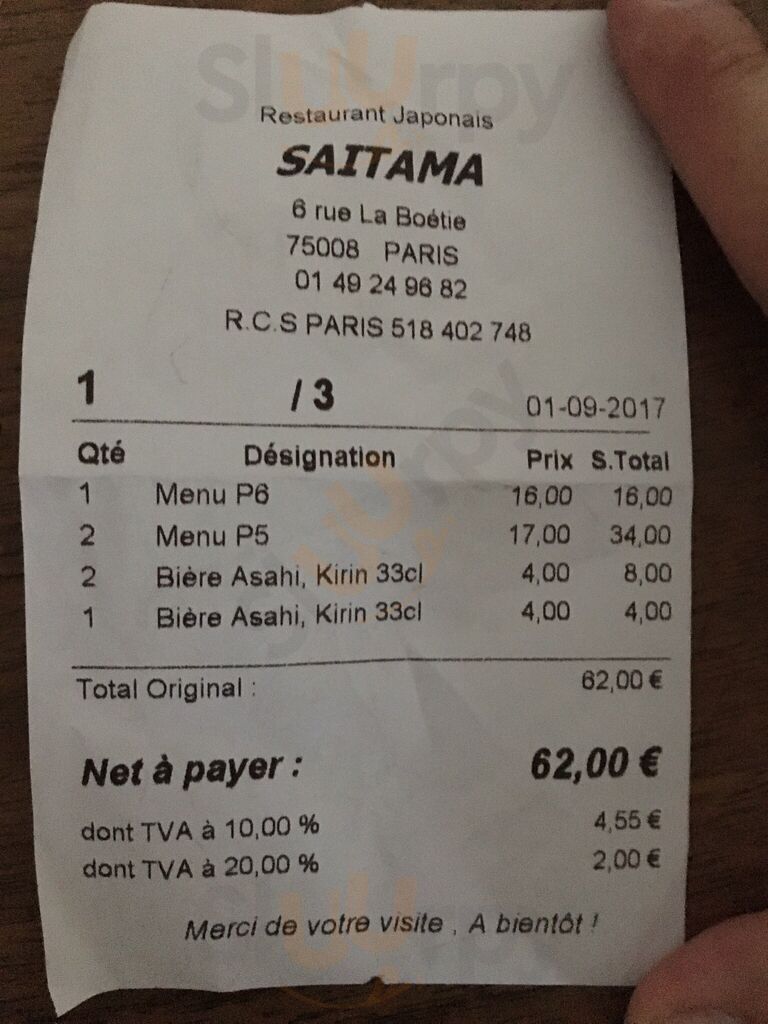 Restaurant Japonais
SAITAMA
6 rue La Boétie
75008 PARIS
01 49 24 96 82
R.C.S PARIS 518 402 748
1 / 3 01-09-2017
Qté Désignation Prix S.Total
1 Menu P6 16,00 16,00
2 Menu P5 17,00 34,00
2 Bière Asahi, Kirin 33cl 4,00 8,00
1 Bière Asahi, Kirin 33cl 4,00 4,00
Total Original : 62,00 €
Net à payer : 62,00 €
dont TVA à 10,00 % 4,55 €
dont TVA à 20,00 % 2,00 €
Merci de votre visite , A bientôt !
Sluurpy
Sluurpy
Sluurpy